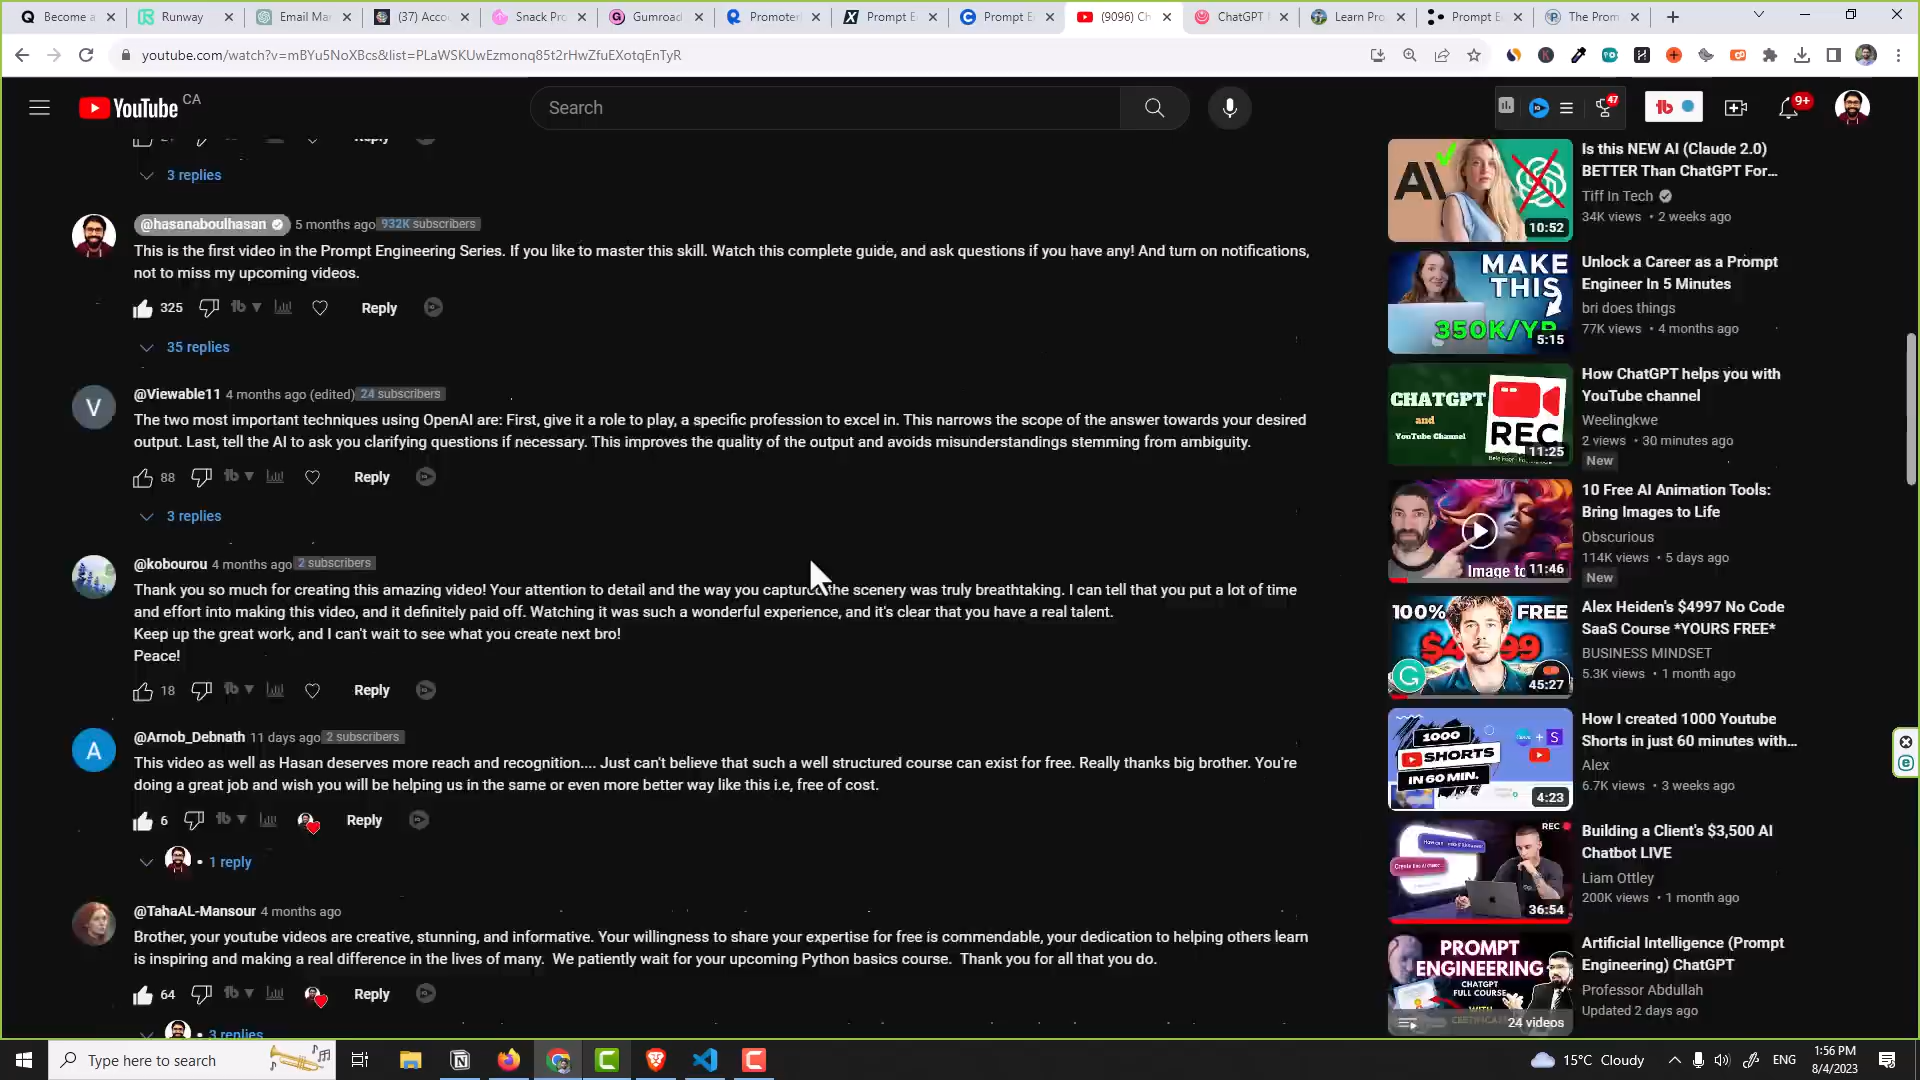 Become a
Runway
Email Ma
(37) Acco
Snack Pro
Gumroad
Promoter
Prompt E
Prompt E
(9096) Ch
ChatGPT
Learn Pro
Prompt E
The Prom
youtube.com/watch?v=mBYu5NoXBcs&list=PLaWSKUwEzmonq85t2rHwZfuEXotqEnTyR
YouTube CA
Search
47
9+
Reply
3 replies
@hasanaboulhasan 5 months ago 932K subscribers
This is the first video in the Prompt Engineering Series. If you like to master this skill. Watch this complete guide, and ask questions if you have any! And turn on notifications,
not to miss my upcoming videos.
325 Reply
35 replies
V
@Viewable11 4 months ago (edited) 24 subscribers
The two most important techniques using OpenAI are: First, give it a role to play, a specific profession to excel in. This narrows the scope of the answer towards your desired
output. Last, tell the AI to ask you clarifying questions if necessary. This improves the quality of the output and avoids misunderstandings stemming from ambiguity.
88 Reply
3 replies
@kobourou 4 months ago 2 subscribers
Thank you so much for creating this amazing video! Your attention to detail and the way you captured the scenery was truly breathtaking. I can tell that you put a lot of time
and effort into making this video, and it definitely paid off. Watching it was such a wonderful experience, and it's clear that you have a real talent.
Keep up the great work, and I can't wait to see what you create next bro!
Peace!
18 Reply
A
@Arnob_Debnath 11 days ago 2 subscribers
This video as well as Hasan deserves more reach and recognition.... Just can't believe that such a well structured course can exist for free. Really thanks big brother. You're
doing a great job and wish you will be helping us in the same or even more better way like this i.e, free of cost.
6 Reply
1 reply
@TahaAL-Mansour 4 months ago
Brother, your youtube videos are creative, stunning, and informative. Your willingness to share your expertise for free is commendable, your dedication to helping others learn
is inspiring and making a real difference in the lives of many. We patiently wait for your upcoming Python basics course. Thank you for all that you do.
64 Reply
3 replies
10:52
Is this NEW AI (Claude 2.0)
BETTER Than ChatGPT For...
Tiff In Tech
34K views • 2 weeks ago
MAKE
THIS
350K/YR
5:15
Unlock a Career as a Prompt
Engineer In 5 Minutes
bri does things
77K views • 4 months ago
CHATGPT
and
YouTube Channel
REC
11:25
How ChatGPT helps you with
YouTube channel
Weelingkwe
2 views • 30 minutes ago
New
Image to
11:46
10 Free AI Animation Tools:
Bring Images to Life
Obscurious
114K views • 5 days ago
New
100% FREE
45:27
Alex Heiden's $4997 No Code
SaaS Course *YOURS FREE*
BUSINESS MINDSET
5.3K views • 1 month ago
1000
SHORTS
IN 60 MIN.
4:23
How I created 1000 Youtube
Shorts in just 60 minutes with...
Alex
6.7K views • 3 weeks ago
REC
36:54
Building a Client's $3,500 AI
Chatbot LIVE
Liam Ottley
200K views • 1 month ago
PROMPT
ENGINEERING
CHATGPT
FULL COURSE
WITH
24 videos
Artificial Intelligence (Prompt
Engineering) ChatGPT
Professor Abdullah
Updated 2 days ago
Type here to search
15°C Cloudy
ENG
1:56 PM
8/4/2023